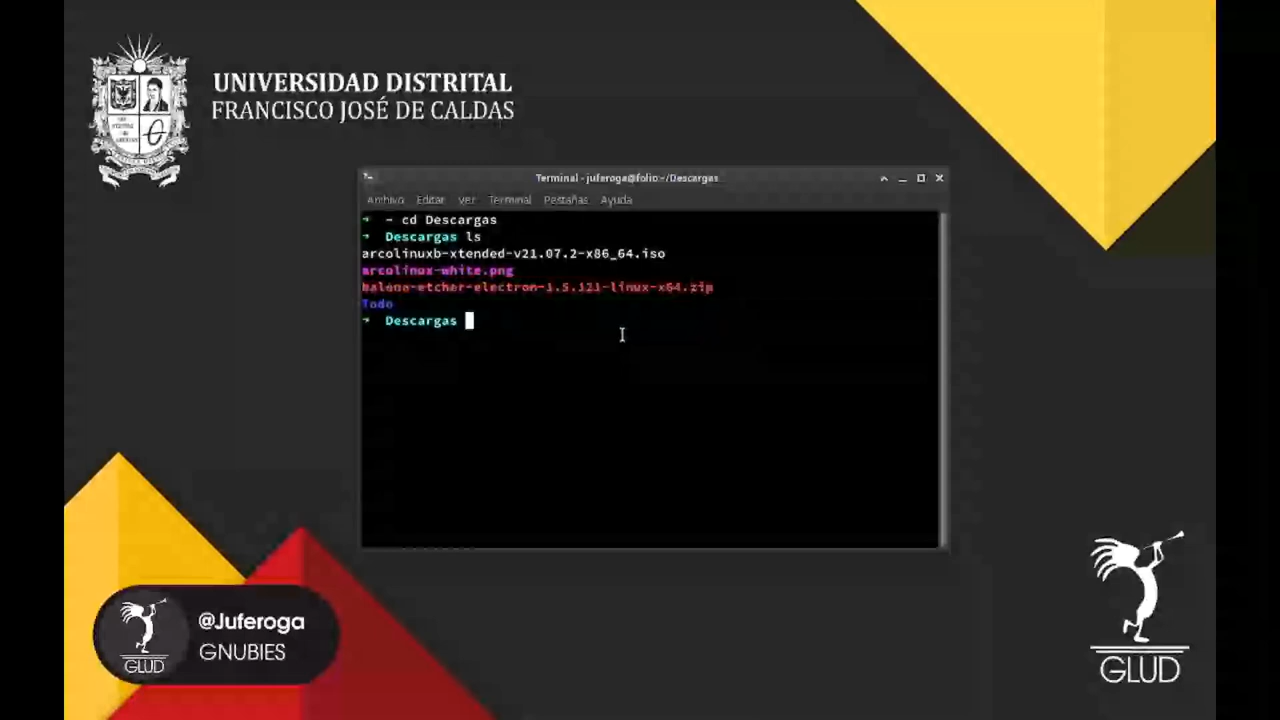 UNIVERSIDAD DISTRITAL
FRANCISCO JOSÉ DE CALDAS
Terminal - juferoga@folio:~/Descargas
Archivo Editar Ver Terminal Pestañas Ayuda
➜ ~ cd Descargas
➜ Descargas ls
arcolinuxb-xtended-v21.07.2-x86_64.iso
arcolinux-white.png
balena-etcher-electron-1.5.121-linux-x64.zip
Todo
➜ Descargas
@Juferoga
GNUBIES
GLUD
GLUD